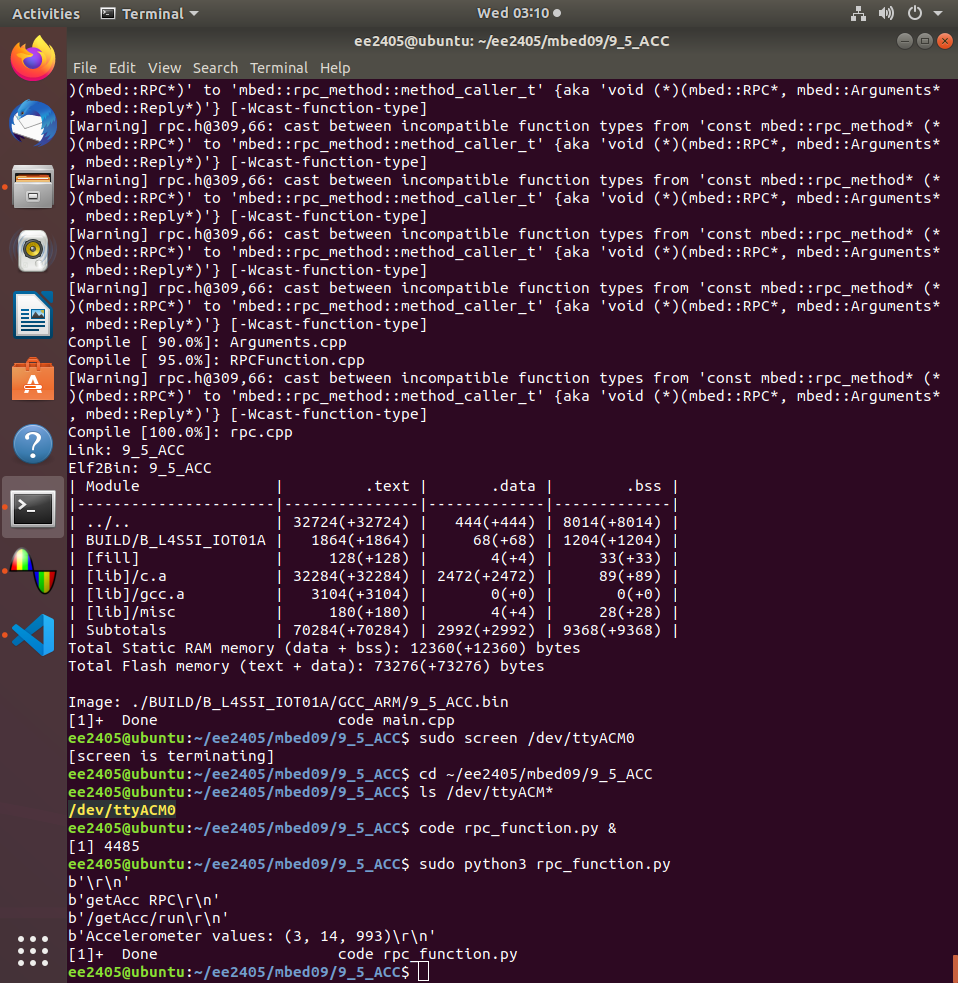 Activities Terminal Wed 03:10
ee2405@ubuntu: ~/ee2405/mbed09/9_5_ACC
File Edit View Search Terminal Help
)(mbed::RPC*)' to 'mbed::rpc_method::method_caller_t' {aka 'void (*)(mbed::RPC*, mbed::Arguments*
, mbed::Reply*)'} [-Wcast-function-type]
[Warning] rpc.h@309,66: cast between incompatible function types from 'const mbed::rpc_method* (*
)(mbed::RPC*)' to 'mbed::rpc_method::method_caller_t' {aka 'void (*)(mbed::RPC*, mbed::Arguments*
, mbed::Reply*)'} [-Wcast-function-type]
[Warning] rpc.h@309,66: cast between incompatible function types from 'const mbed::rpc_method* (*
)(mbed::RPC*)' to 'mbed::rpc_method::method_caller_t' {aka 'void (*)(mbed::RPC*, mbed::Arguments*
, mbed::Reply*)'} [-Wcast-function-type]
[Warning] rpc.h@309,66: cast between incompatible function types from 'const mbed::rpc_method* (*
)(mbed::RPC*)' to 'mbed::rpc_method::method_caller_t' {aka 'void (*)(mbed::RPC*, mbed::Arguments*
, mbed::Reply*)'} [-Wcast-function-type]
[Warning] rpc.h@309,66: cast between incompatible function types from 'const mbed::rpc_method* (*
)(mbed::RPC*)' to 'mbed::rpc_method::method_caller_t' {aka 'void (*)(mbed::RPC*, mbed::Arguments*
, mbed::Reply*)'} [-Wcast-function-type]
Compile [ 90.0%]: Arguments.cpp
Compile [ 95.0%]: RPCFunction.cpp
[Warning] rpc.h@309,66: cast between incompatible function types from 'const mbed::rpc_method* (*
)(mbed::RPC*)' to 'mbed::rpc_method::method_caller_t' {aka 'void (*)(mbed::RPC*, mbed::Arguments*
, mbed::Reply*)'} [-Wcast-function-type]
Compile [100.0%]: rpc.cpp
Link: 9_5_ACC
Elf2Bin: 9_5_ACC
| Module               |         .text |       .data |        .bss |
|----------------------|---------------|-------------|-------------|
| ../..                | 32724(+32724) |   444(+444) | 8014(+8014) |
| BUILD/B_L4S5I_IOT01A |   1864(+1864) |     68(+68) | 1204(+1204) |
| [fill]               |     128(+128) |       4(+4) |     33(+33) |
| [lib]/c.a            | 32284(+32284) | 2472(+2472) |     89(+89) |
| [lib]/gcc.a          |   3104(+3104) |       0(+0) |       0(+0) |
| [lib]/misc           |     180(+180) |       4(+4) |     28(+28) |
| Subtotals            | 70284(+70284) | 2992(+2992) | 9368(+9368) |
Total Static RAM memory (data + bss): 12360(+12360) bytes
Total Flash memory (text + data): 73276(+73276) bytes
Image: ./BUILD/B_L4S5I_IOT01A/GCC_ARM/9_5_ACC.bin
[1]+  Done                    code main.cpp
ee2405@ubuntu:~/ee2405/mbed09/9_5_ACC$ sudo screen /dev/ttyACM0
[screen is terminating]
ee2405@ubuntu:~/ee2405/mbed09/9_5_ACC$ cd ~/ee2405/mbed09/9_5_ACC
ee2405@ubuntu:~/ee2405/mbed09/9_5_ACC$ ls /dev/ttyACM*
/dev/ttyACM0
ee2405@ubuntu:~/ee2405/mbed09/9_5_ACC$ code rpc_function.py &
[1] 4485
ee2405@ubuntu:~/ee2405/mbed09/9_5_ACC$ sudo python3 rpc_function.py
b'\r\n'
b'getAcc RPC\r\n'
b'/getAcc/run\r\n'
b'Accelerometer values: (3, 14, 993)\r\n'
[1]+  Done                    code rpc_function.py
ee2405@ubuntu:~/ee2405/mbed09/9_5_ACC$